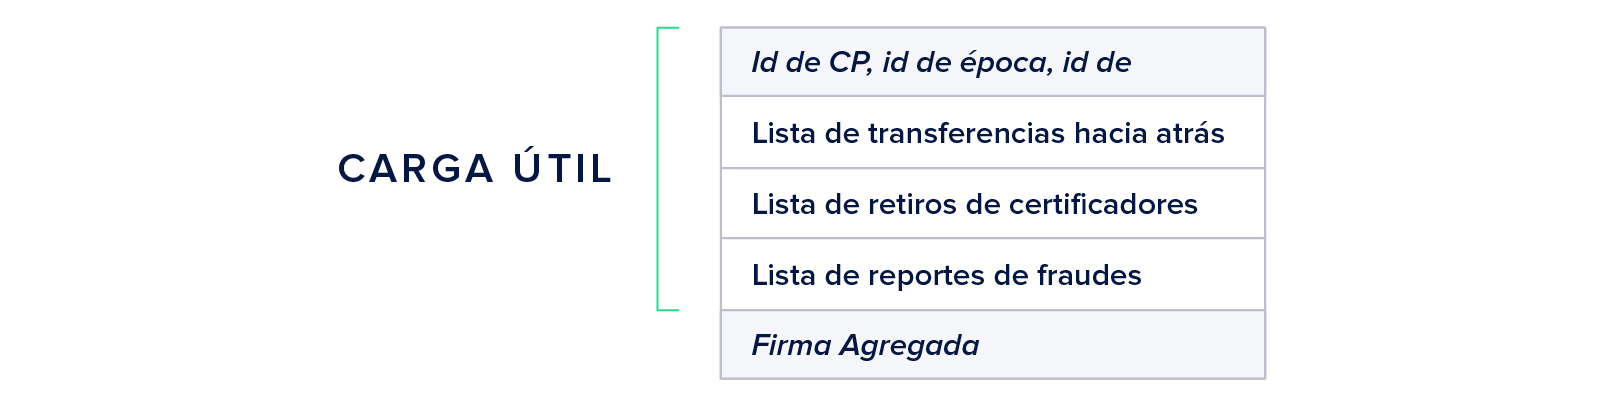 CARGA ÚTIL
Id de CP, id de época, id de
Lista de transferencias hacia atrás
Lista de retiros de certificadores
Lista de reportes de fraudes
Firma Agregada